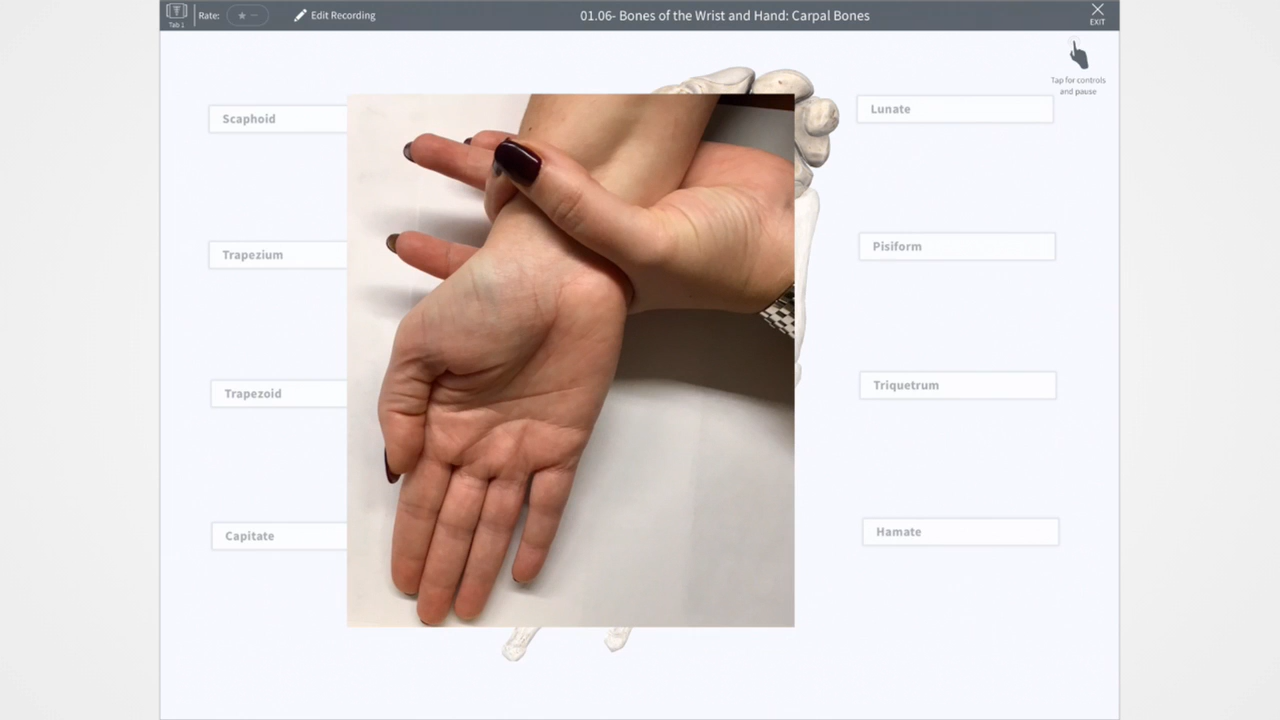 Tab 1
Rate:
Edit Recording
01.06- Bones of the Wrist and Hand: Carpal Bones
EXIT
Tap for controls
and pause
Scaphoid
Lunate
Trapezium
Pisiform
Trapezoid
Triquetrum
Capitate
Hamate